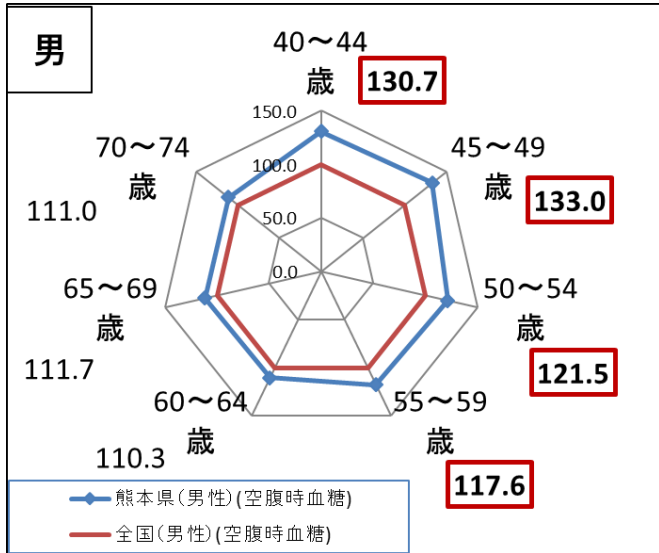 男
40～44
歳
130.7
150.0
100.0
50.0
0.0
45～49
歳
133.0
50～54
歳
121.5
55～59
歳
117.6
60～64
歳
110.3
65～69
歳
111.7
70～74
歳
111.0
熊本県(男性)(空腹時血糖)
全国(男性)(空腹時血糖)